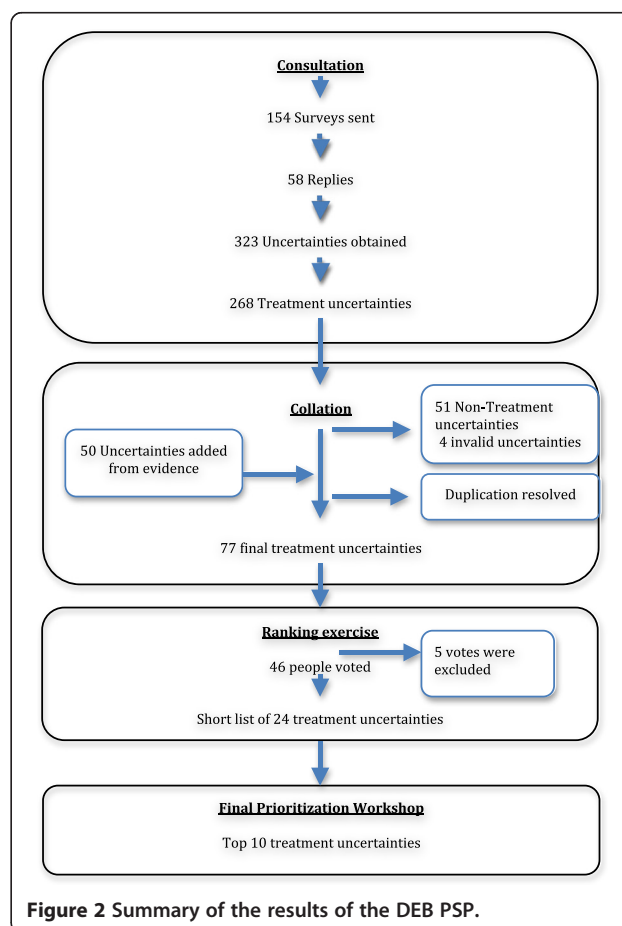 Consultation
154 Surveys sent
58 Replies
323 Uncertainties obtained
268 Treatment uncertainties
Collation
51 Non-Treatment
uncertainties
4 invalid uncertainties
50 Uncertainties added
from evidence
Duplication resolved
77 final treatment uncertainties
Ranking exercise
46 people voted
5 votes were
excluded
Short list of 24 treatment uncertainties
Final Prioritization Workshop
Top 10 treatment uncertainties
Figure 2 Summary of the results of the DEB PSP.